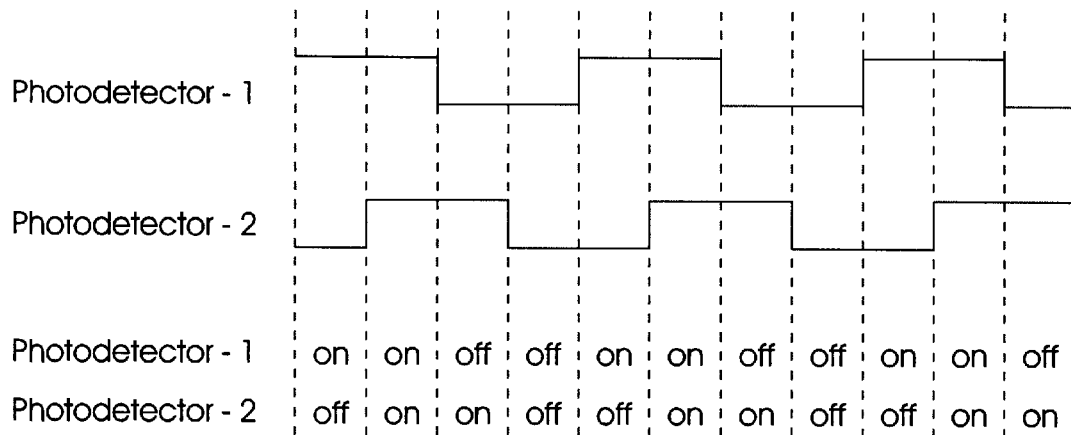 Photodetector - 1
Photodetector - 2
Photodetector - 1 on on off off on on off off on on off
Photodetector - 2 off on on off off on on off off on on